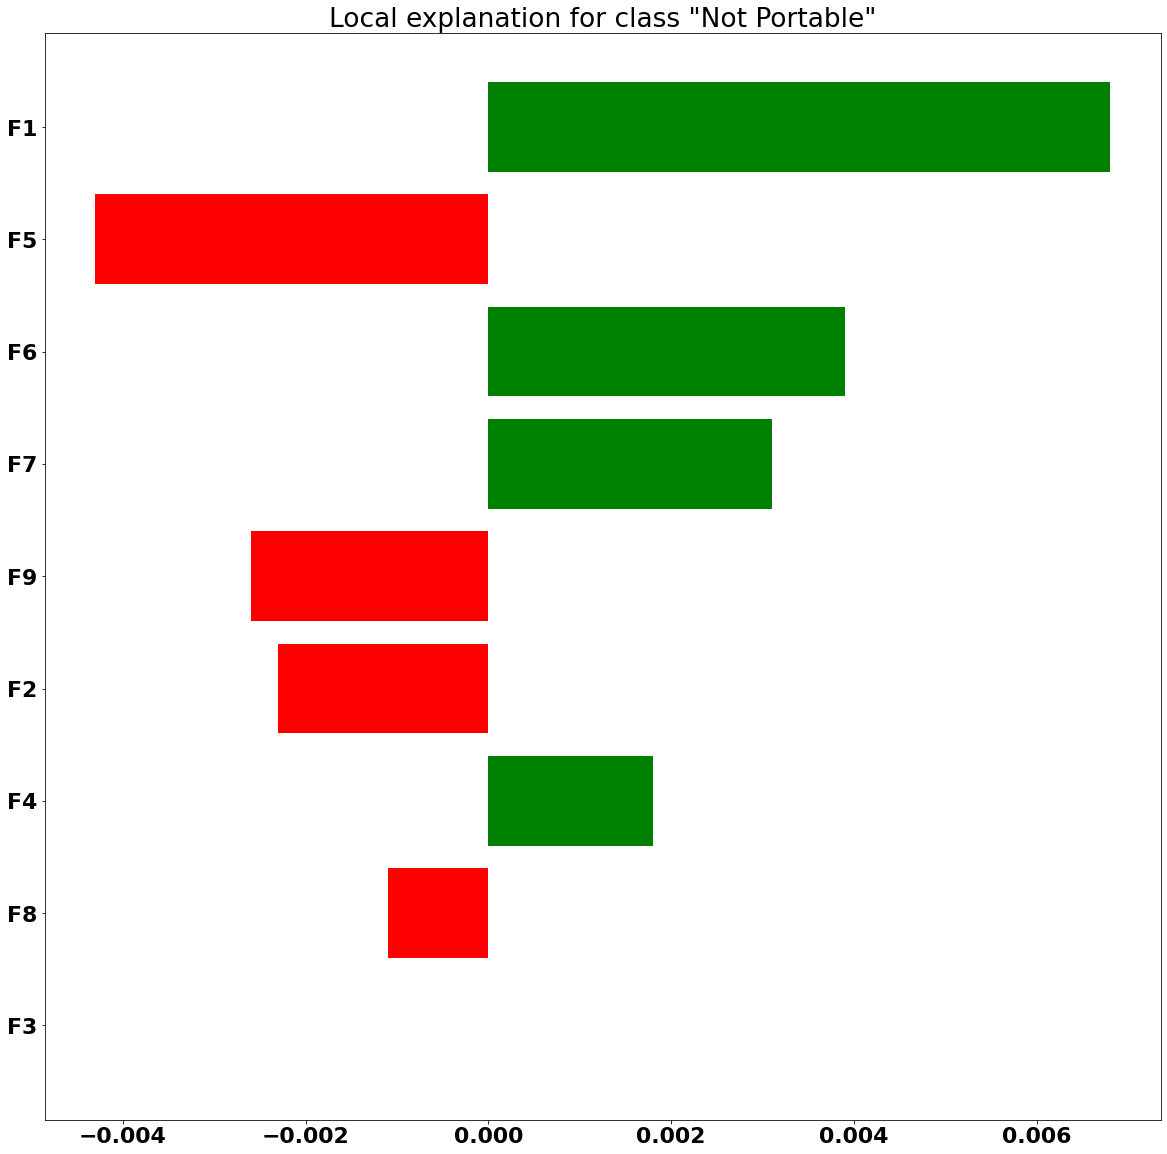 Local explanation for class "Not Portable"
F1
F5
F6
F7
F9
F2
F4
F8
F3
−0.004 −0.002 0.000 0.002 0.004 0.006